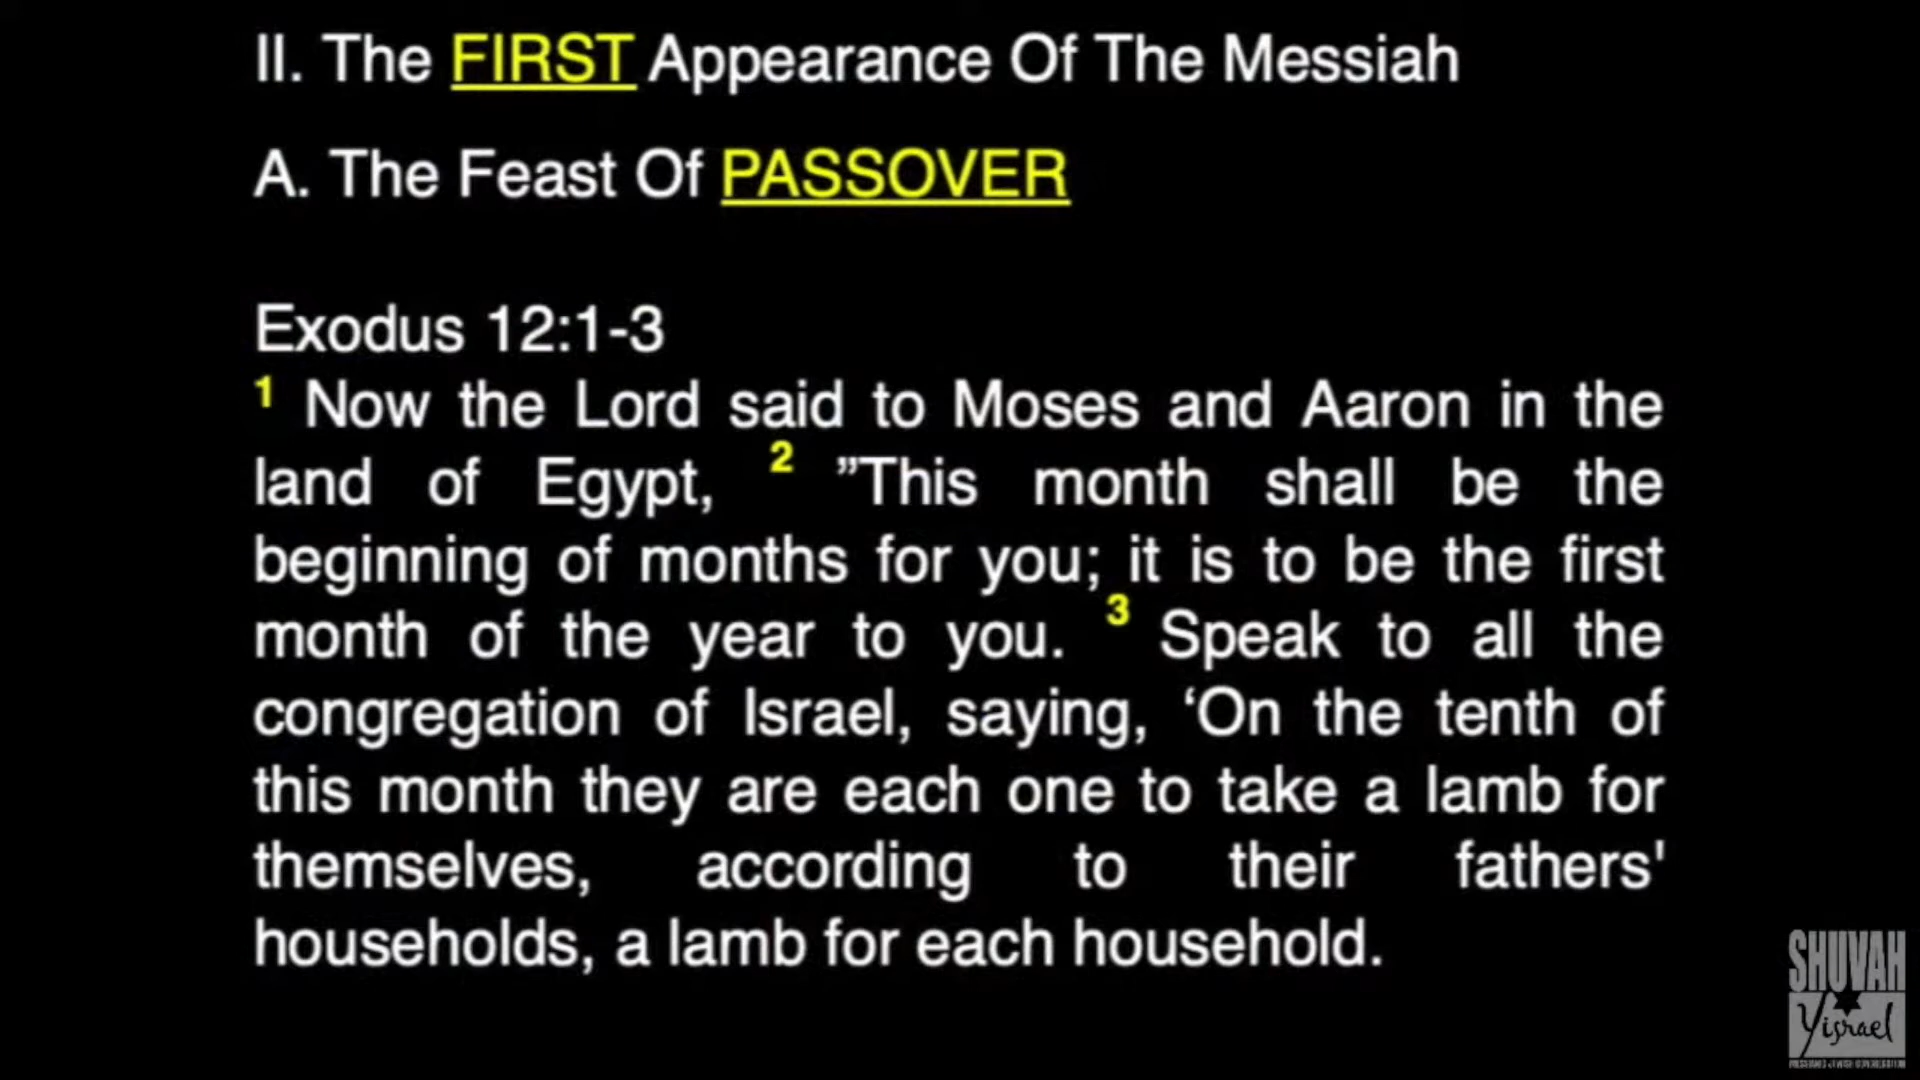 II. The FIRST Appearance Of The Messiah
A. The Feast Of PASSOVER
Exodus 12:1-3
1 Now the Lord said to Moses and Aaron in the
land of Egypt, 2 ”This month shall be the
beginning of months for you; it is to be the first
month of the year to you. 3 Speak to all the
congregation of Israel, saying, ‘On the tenth of
this month they are each one to take a lamb for
themselves, according to their fathers'
households, a lamb for each household.
SHUVAH
Yisrael